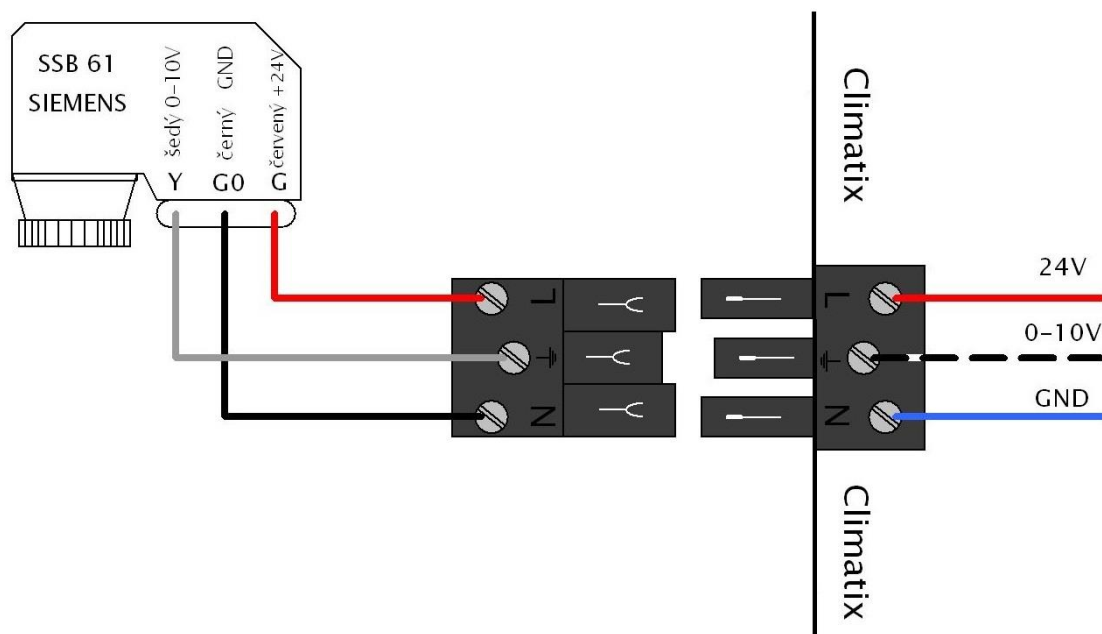 SSB 61
SIEMENS
šedý 0-10V
černý GND
červený +24V
Y G0 G
L
N
Climatix
L
N
24V
0-10V
GND
Climatix